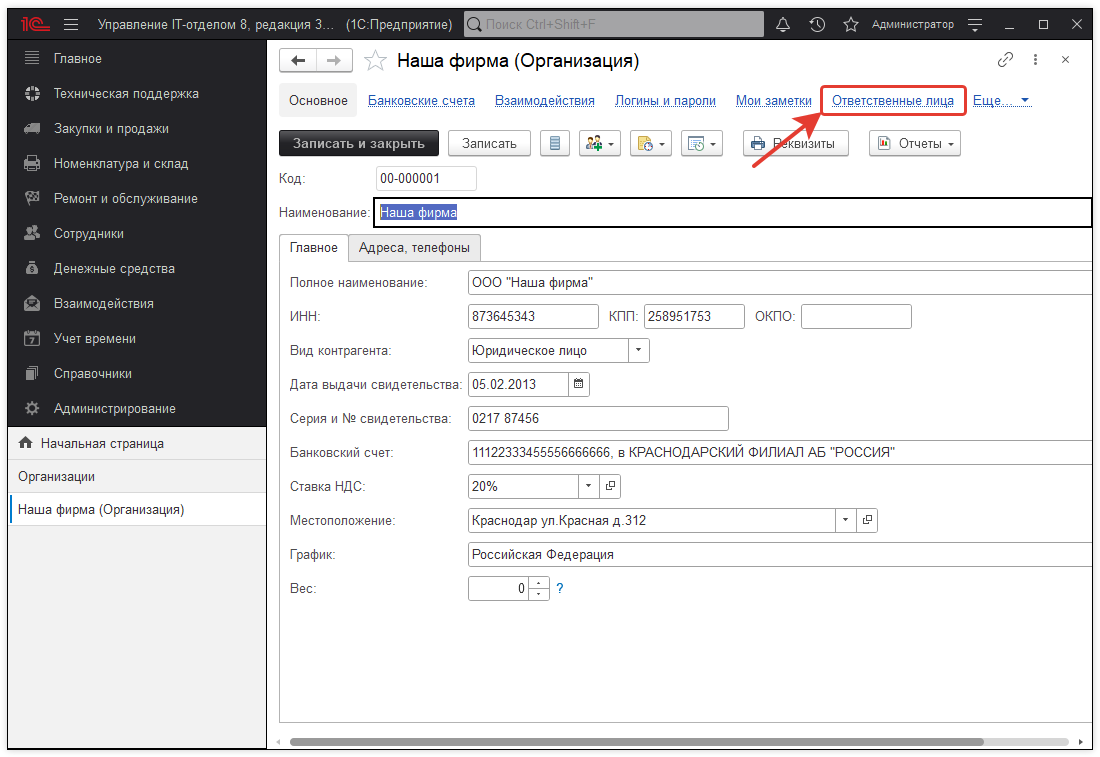 1С Управление IT-отделом 8, редакция 3... (1С:Предприятие) Поиск Ctrl+Shift+F Администратор
Главное
Техническая поддержка
Закупки и продажи
Номенклатура и склад
Ремонт и обслуживание
Сотрудники
Денежные средства
Взаимодействия
7 Учет времени
Справочники
Администрирование
Начальная страница
Организации
Наша фирма (Организация)
Наша фирма (Организация)
Основное Банковские счета Взаимодействия Логины и пароли Мои заметки Ответственные лица Еще...
Записать и закрыть Записать Реквизиты Отчеты
Код: 00-000001
Наименование: Наша фирма
Главное Адреса, телефоны
Полное наименование: ООО "Наша фирма"
ИНН: 873645343 КПП: 258951753 ОКПО:
Вид контрагента: Юридическое лицо
Дата выдачи свидетельства: 05.02.2013
Серия и № свидетельства: 0217 87456
Банковский счет: 11122333455556666666, в КРАСНОДАРСКИЙ ФИЛИАЛ АБ "РОССИЯ"
Ставка НДС: 20%
Местоположение: Краснодар ул.Красная д.312
График: Российская Федерация
Вес: 0 ?